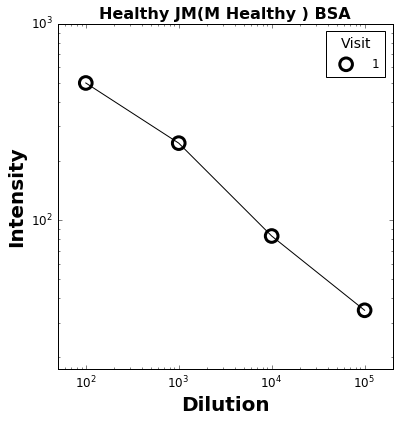 Healthy JM(M Healthy ) BSA
Visit
1
10³
10²
Intensity
10² 10³ 10⁴ 10⁵
Dilution